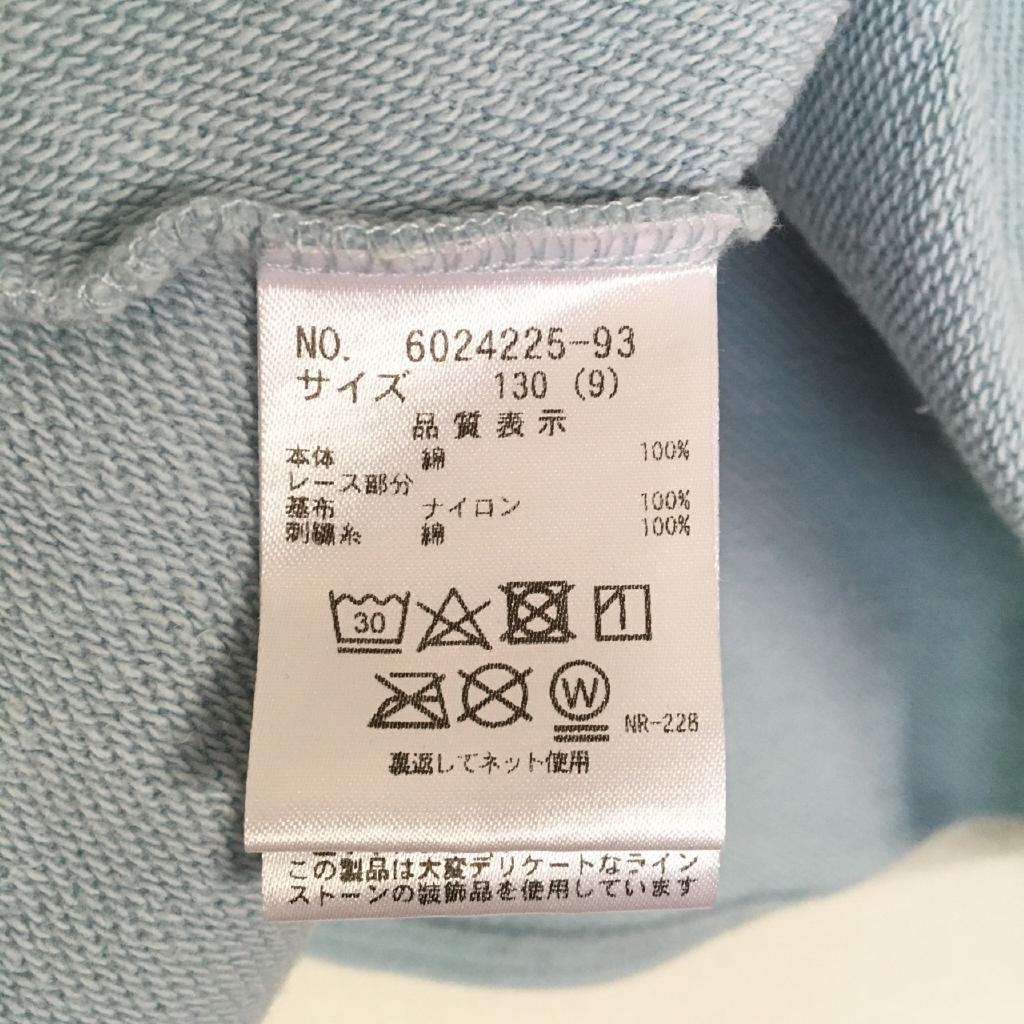 NO. 6024225-93
サイズ 130 (9)
品質表示
本体 綿 100%
レース部分
基布 ナイロン 100%
刺繍糸 綿 100%
30
W NR-228
裏返してネット使用
この製品は大変デリケートなライン
ストーンの装飾品を使用しています